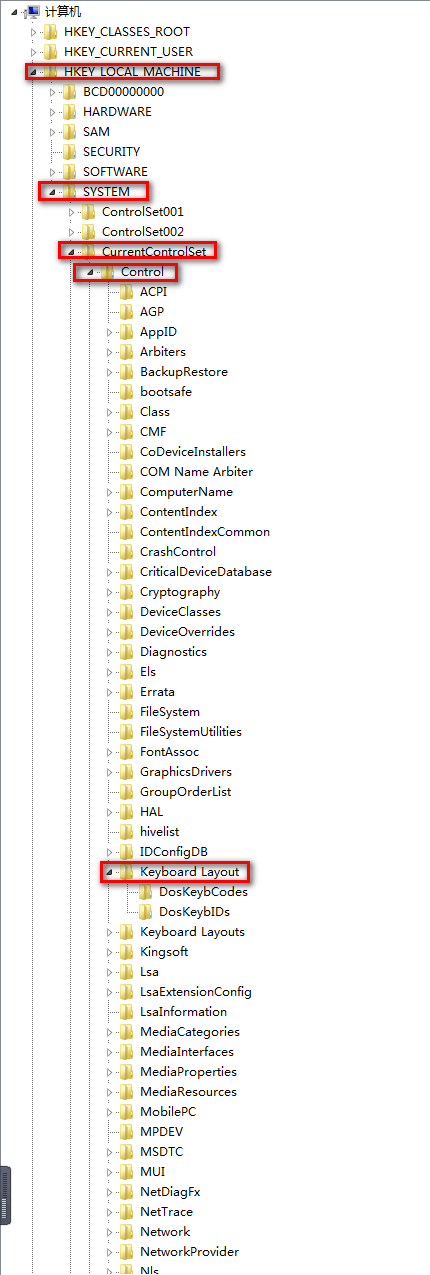 计算机
HKEY_CLASSES_ROOT
HKEY_CURRENT_USER
HKEY_LOCAL_MACHINE
BCD00000000
HARDWARE
SAM
SECURITY
SOFTWARE
SYSTEM
ControlSet001
ControlSet002
CurrentControlSet
Control
ACPI
AGP
AppID
Arbiters
BackupRestore
bootsafe
Class
CMF
CoDeviceInstallers
COM Name Arbiter
ComputerName
ContentIndex
ContentIndexCommon
CrashControl
CriticalDeviceDatabase
Cryptography
DeviceClasses
DeviceOverrides
Diagnostics
Els
Errata
FileSystem
FileSystemUtilities
FontAssoc
GraphicsDrivers
GroupOrderList
HAL
hivelist
IDConfigDB
Keyboard Layout
DosKeybCodes
DosKeybIDs
Keyboard Layouts
Kingsoft
Lsa
LsaExtensionConfig
LsaInformation
MediaCategories
MediaInterfaces
MediaProperties
MediaResources
MobilePC
MPDEV
MSDTC
MUI
NetDiagFx
NetTrace
Network
NetworkProvider
Nls